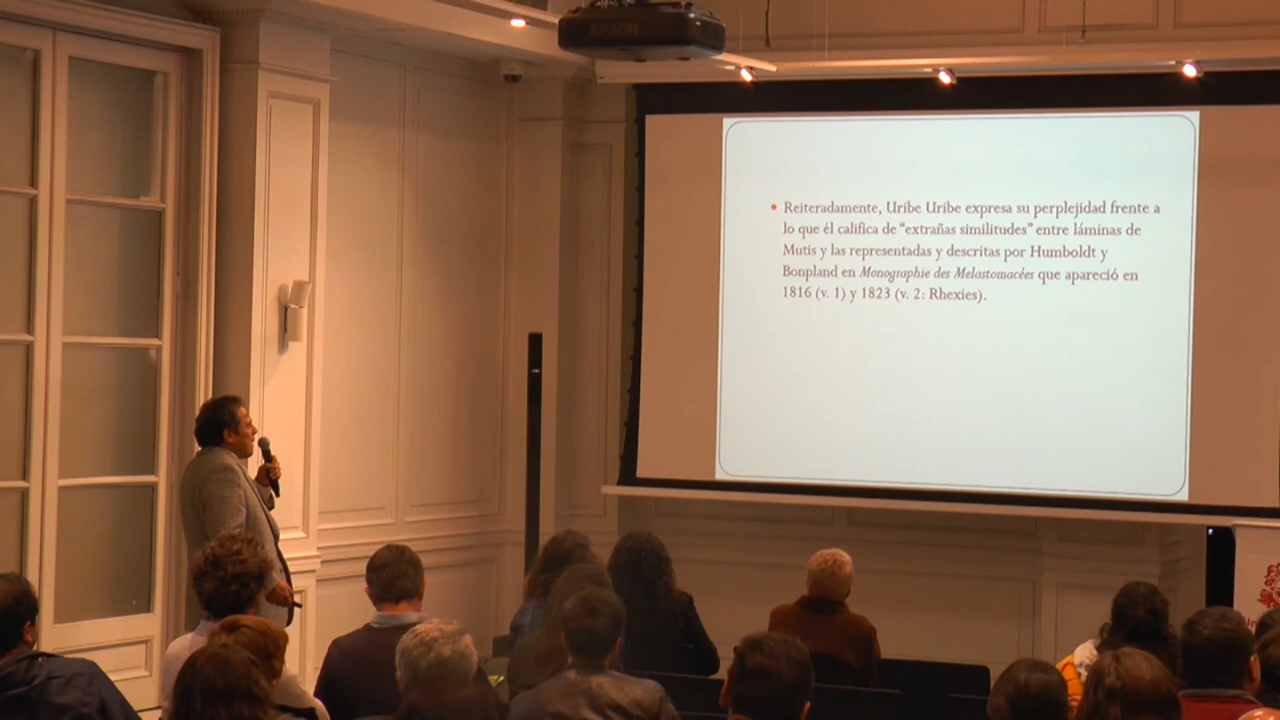 EPSON
• Reiteradamente, Uribe Uribe expresa su perplejidad frente a
lo que él califica de “extrañas similitudes” entre láminas de
Mutis y las representadas y descritas por Humboldt y
Bonpland en Monographie des Melastomacées que apareció en
1816 (v. 1) y 1823 (v. 2: Rhexies).